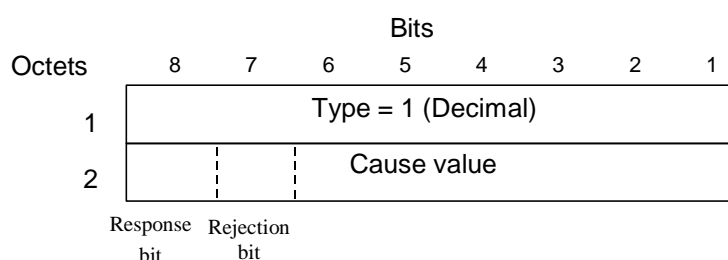 Bits
Octets 8 7 6 5 4 3 2 1
1 Type = 1 (Decimal)
2 Cause value
Response Rejection
bit bit